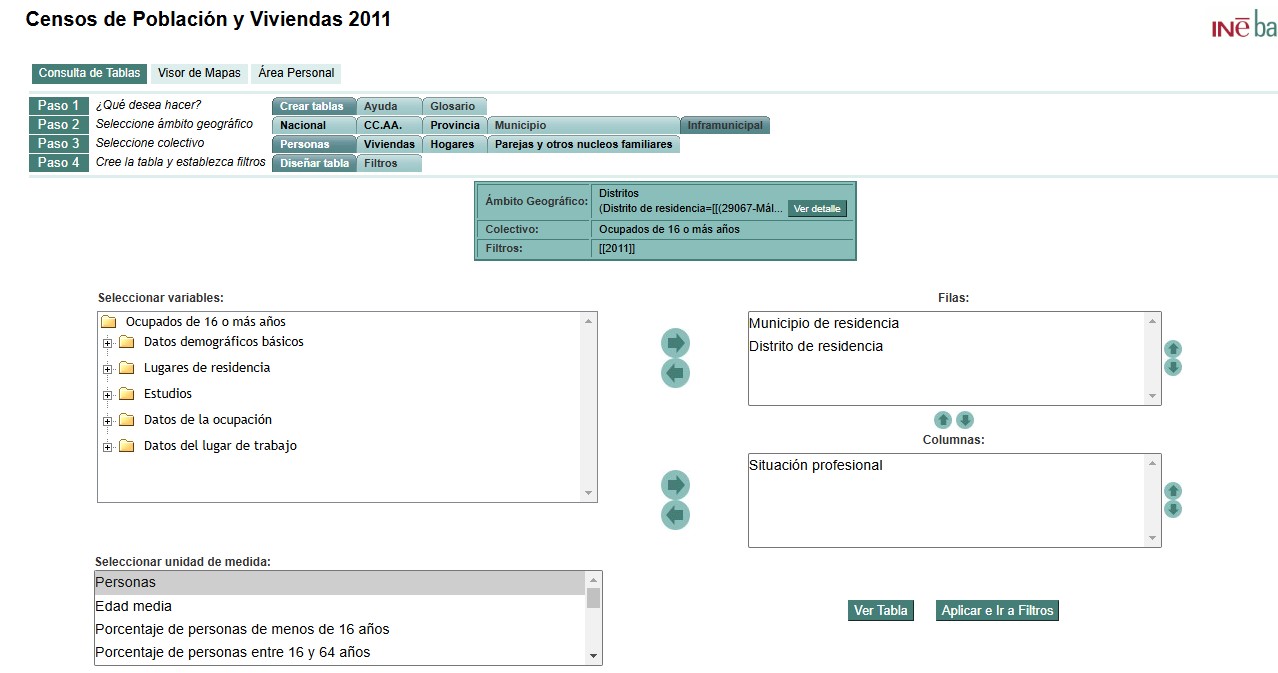 Censos de Población y Viviendas 2011
INē ba
Consulta de Tablas Visor de Mapas Área Personal
Paso 1 ¿Qué desea hacer? Crear tablas Ayuda Glosario
Paso 2 Seleccione ámbito geográfico Nacional CC.AA. Provincia Municipio Inframunicipal
Paso 3 Seleccione colectivo Personas Viviendas Hogares Parejas y otros nucleos familiares
Paso 4 Cree la tabla y establezca filtros Diseñar tabla Filtros
Ámbito Geográfico: Distritos
(Distrito de residencia=[[(29067-Mál... Ver detalle
Colectivo: Ocupados de 16 o más años
Filtros: [[2011]]
Seleccionar variables:
Ocupados de 16 o más años
Datos demográficos básicos
Lugares de residencia
Estudios
Datos de la ocupación
Datos del lugar de trabajo
Filas:
Municipio de residencia
Distrito de residencia
Columnas:
Situación profesional
Seleccionar unidad de medida:
Personas
Edad media
Porcentaje de personas de menos de 16 años
Porcentaje de personas entre 16 y 64 años
Ver Tabla Aplicar e Ir a Filtros